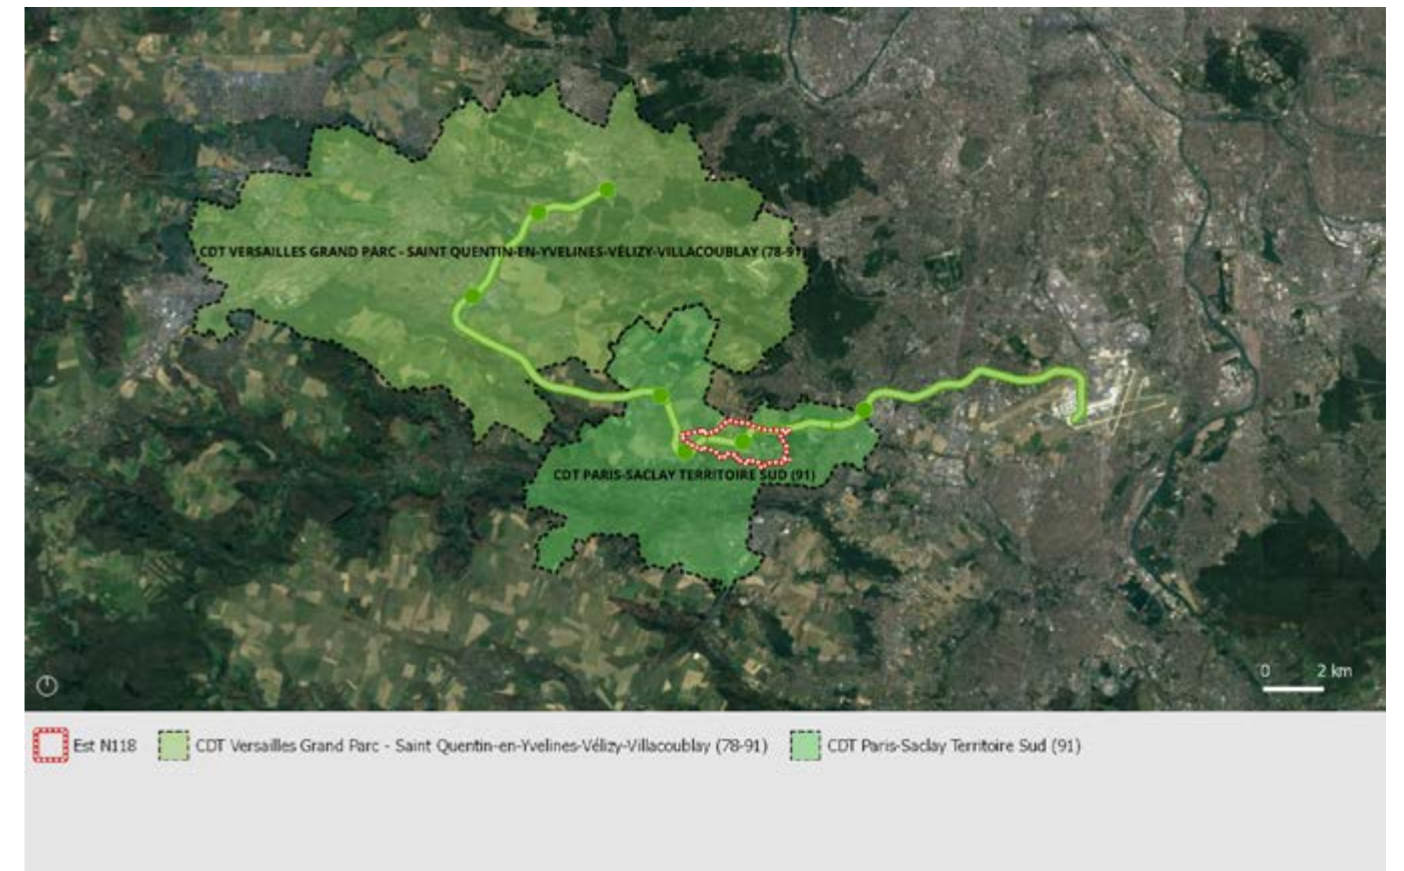 CDT VERSAILLES GRAND PARC - SAINT QUENTIN-EN-YVELINES-VÉLIZY-VILLACOUBLAY (78-91)
CDT PARIS-SACLAY TERRITOIRE SUD (91)
0 2 km
Est N118 CDT Versailles Grand Parc - Saint Quentin-en-Yvelines-Vélizy-Villacoublay (78-91) CDT Paris-Saclay Territoire Sud (91)